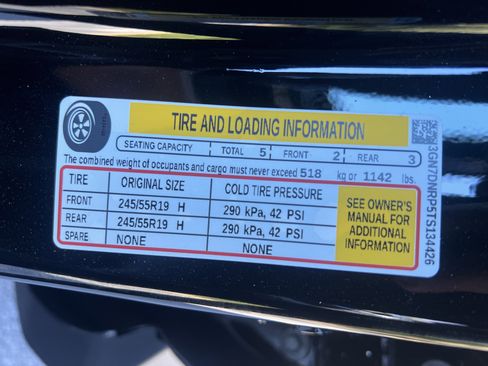 TIRE AND LOADING INFORMATION
SEATING CAPACITY TOTAL 5 FRONT 2 REAR 3
The combined weight of occupants and cargo must never exceed 518 kg or 1142 lbs.
TIRE ORIGINAL SIZE COLD TIRE PRESSURE
FRONT 245/55R19 H 290 kPa, 42 PSI
REAR 245/55R19 H 290 kPa, 42 PSI
SPARE NONE NONE
SEE OWNER'S
MANUAL FOR
ADDITIONAL
INFORMATION
3GN7DNRP5TS134426